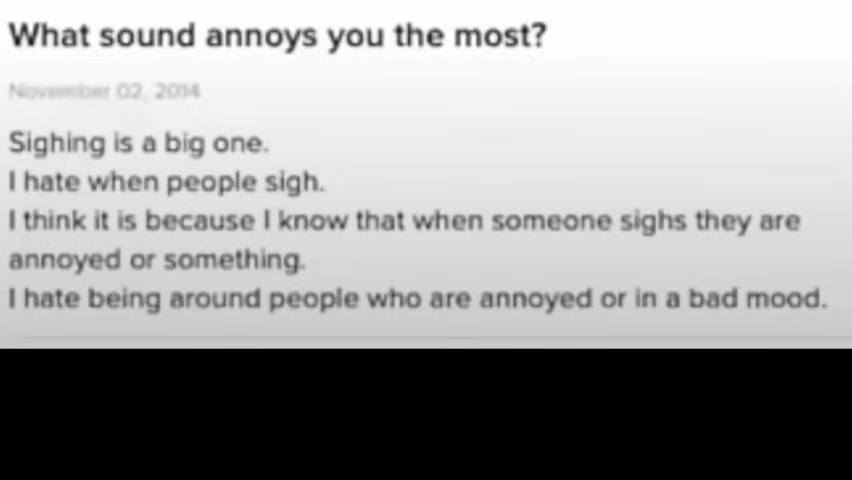 What sound annoys you the most?
November 02, 2014
Sighing is a big one.
I hate when people sigh.
I think it is because I know that when someone sighs they are
annoyed or something.
I hate being around people who are annoyed or in a bad mood.